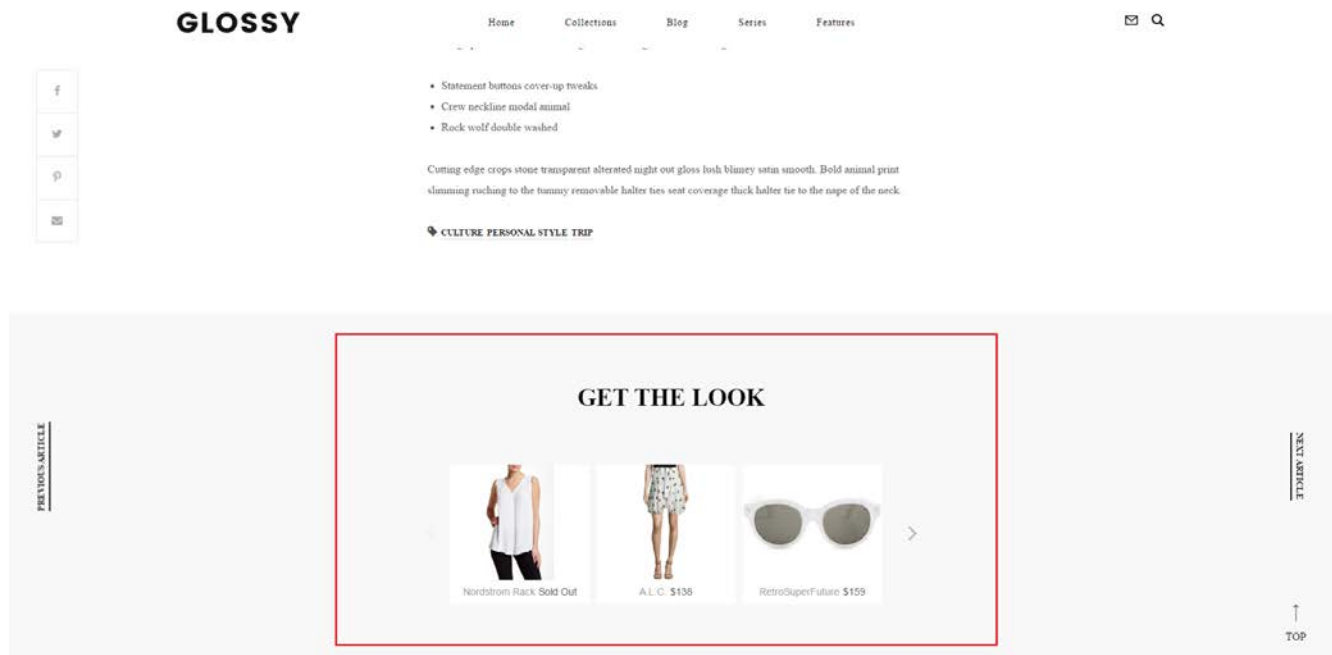 GLOSSY
Home Collections Blog Series Features
• Statement buttons cover-up tweaks
• Crew neckline modal animal
• Rock wolf double washed
Cutting edge crops stone transparent alterated night out gloss lush blimey satin smooth. Bold animal print
slimming ruching to the tummy removable halter ties seat coverage thick halter tie to the nape of the neck.
CULTURE PERSONAL STYLE TRIP
GET THE LOOK
PREVIOUS ARTICLE
NEXT ARTICLE
Nordstrom Rack Sold Out
A.L.C. $138
RetroSuperFuture $159
TOP